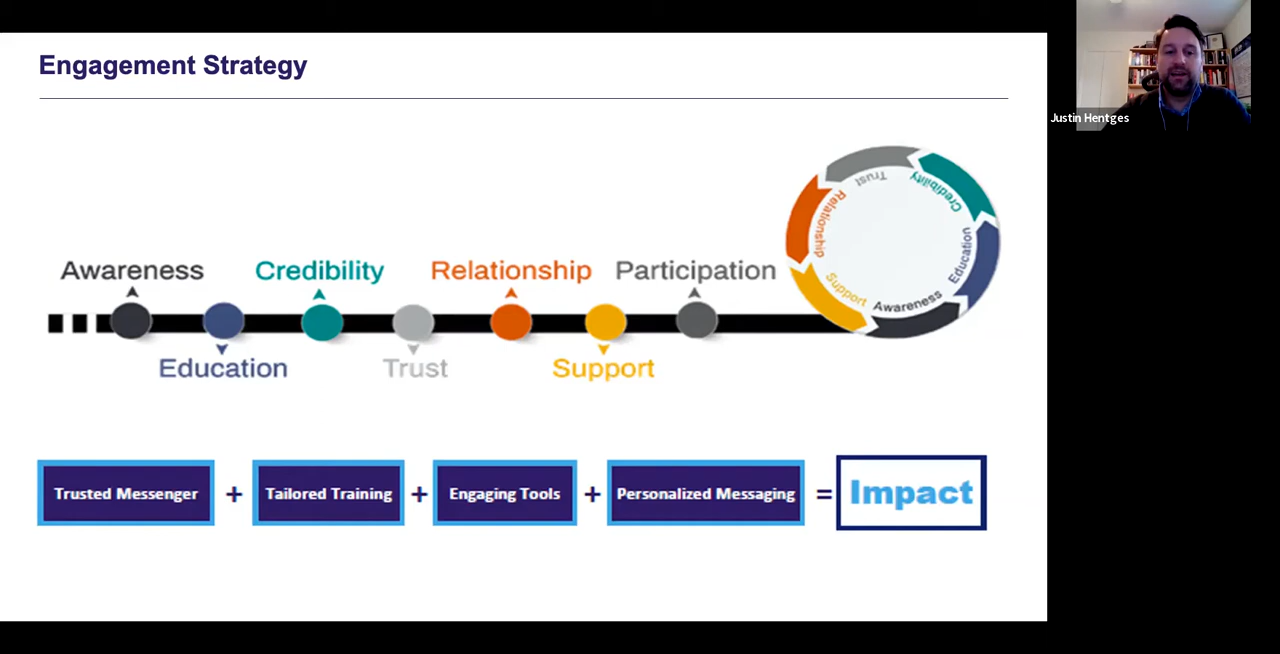 Engagement Strategy
Justin Hentges
Awareness
Credibility
Relationship
Participation
Education
Trust
Support
Trust
Credibility
Education
Awareness
Support
Relationship
Trusted Messenger + Tailored Training + Engaging Tools + Personalized Messaging = Impact